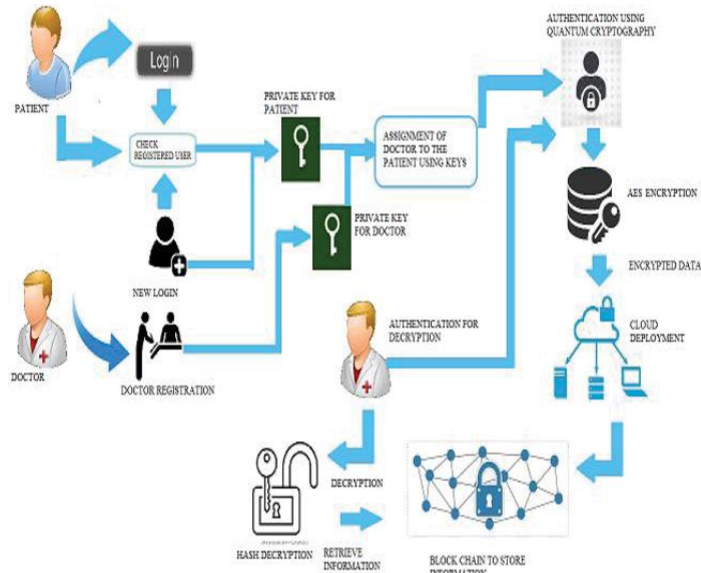 AUTHENTICATION USING
QUANTUM CRYPTOGRAPHY
Login
PATIENT
PRIVATE KEY FOR
PATIENT
CHECK
REGISTERED USER
ASSIGNMENT OF
DOCTOR TO THE
PATIENT USING KEYS
AES ENCRYPTION
PRIVATE KEY
FOR DOCTOR
ENCRYPTED DATA
NEW LOGIN
AUTHENTICATION FOR
DECRYPTION
CLOUD
DEPLOYMENT
DOCTOR
DOCTOR REGISTRATION
DECRYPTION
HASH DECRYPTION
RETRIEVE
INFORMATION
BLOCK CHAIN TO STORE
INFORMATION